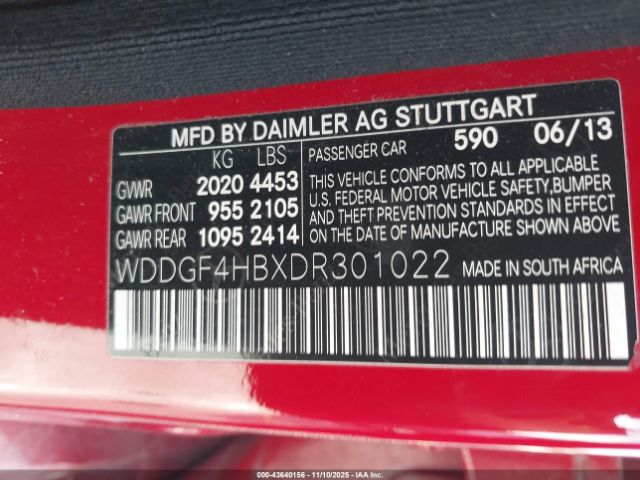 MFD BY DAIMLER AG STUTTGART
KG LBS PASSENGER CAR 590 06/13
GVWR 2020 4453
GAWR FRONT 955 2105
GAWR REAR 1095 2414
THIS VEHICLE CONFORMS TO ALL APPLICABLE
U.S. FEDERAL MOTOR VEHICLE SAFETY,BUMPER
AND THEFT PREVENTION STANDARDS IN EFFECT
ON THE DATE OF MANUFACTURE SHOWN ABOVE
WDDGF4HBXDR301022 MADE IN SOUTH AFRICA
000-43640156 - 11/10/2025 - IAAI.COM